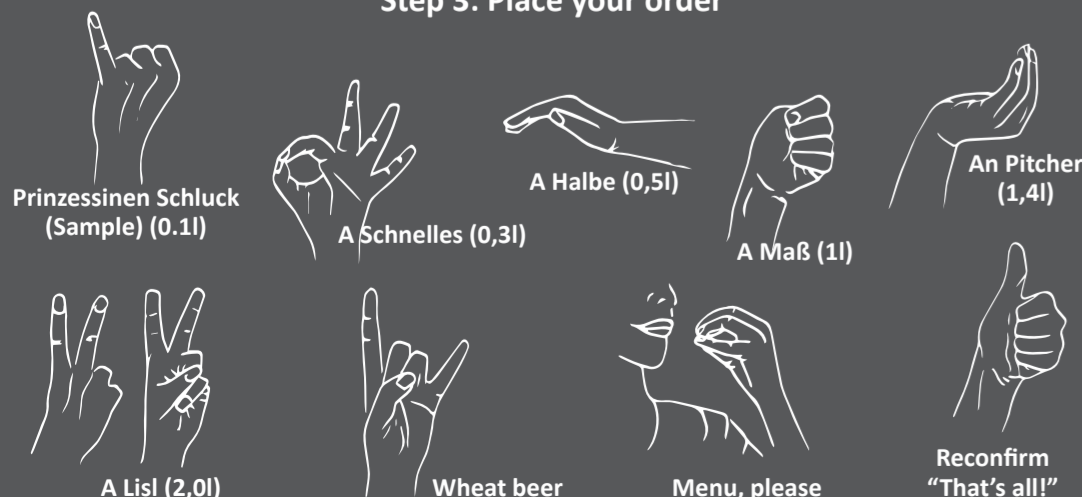 Step 3: Place your order
Prinzessinen Schluck
(Sample) (0.1l)
A Schnelles (0,3l)
A Halbe (0,5l)
A Maß (1l)
An Pitcher
(1,4l)
A Lisl (2,0l)
Wheat beer
Menu, please
Reconfirm
“That’s all!”